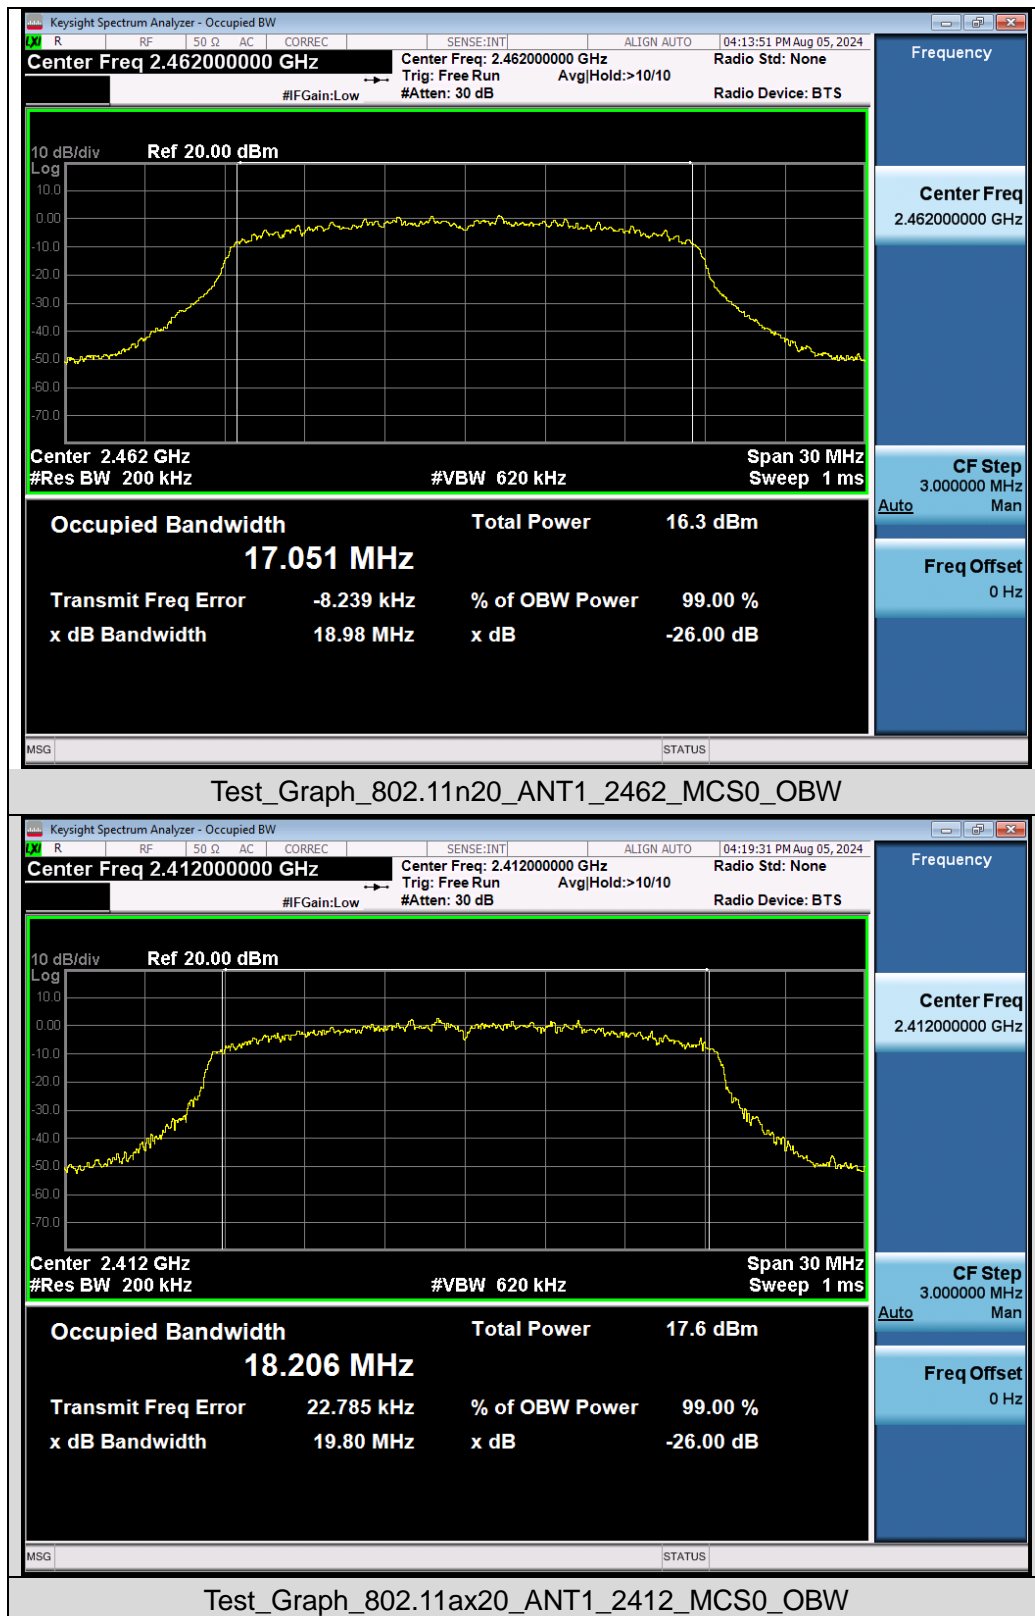 Keysight Spectrum Analyzer - Occupied BW
LXI R RF 50 Ω AC CORREC SENSE:INT ALIGN AUTO 04:13:51 PM Aug 05, 2024
Center Freq 2.462000000 GHz
Center Freq: 2.462000000 GHz
Radio Std: None
Trig: Free Run Avg|Hold:>10/10
#IFGain:Low
#Atten: 30 dB
Radio Device: BTS
10 dB/div Ref 20.00 dBm
Log
10.0
0.00
-10.0
-20.0
-30.0
-40.0
-50.0
-60.0
-70.0
Center 2.462 GHz Span 30 MHz
#Res BW 200 kHz #VBW 620 kHz Sweep 1 ms
Occupied Bandwidth Total Power 16.3 dBm
17.051 MHz
Transmit Freq Error -8.239 kHz % of OBW Power 99.00 %
x dB Bandwidth 18.98 MHz x dB -26.00 dB
MSG STATUS
Frequency
Center Freq
2.462000000 GHz
CF Step
3.000000 MHz
Auto Man
Freq Offset
0 Hz
Test_Graph_802.11n20_ANT1_2462_MCS0_OBW
Keysight Spectrum Analyzer - Occupied BW
LXI R RF 50 Ω AC CORREC SENSE:INT ALIGN AUTO 04:19:31 PM Aug 05, 2024
Center Freq 2.412000000 GHz
Center Freq: 2.412000000 GHz
Radio Std: None
Trig: Free Run Avg|Hold:>10/10
#IFGain:Low
#Atten: 30 dB
Radio Device: BTS
10 dB/div Ref 20.00 dBm
Log
10.0
0.00
-10.0
-20.0
-30.0
-40.0
-50.0
-60.0
-70.0
Center 2.412 GHz Span 30 MHz
#Res BW 200 kHz #VBW 620 kHz Sweep 1 ms
Occupied Bandwidth Total Power 17.6 dBm
18.206 MHz
Transmit Freq Error 22.785 kHz % of OBW Power 99.00 %
x dB Bandwidth 19.80 MHz x dB -26.00 dB
MSG STATUS
Frequency
Center Freq
2.412000000 GHz
CF Step
3.000000 MHz
Auto Man
Freq Offset
0 Hz
Test_Graph_802.11ax20_ANT1_2412_MCS0_OBW